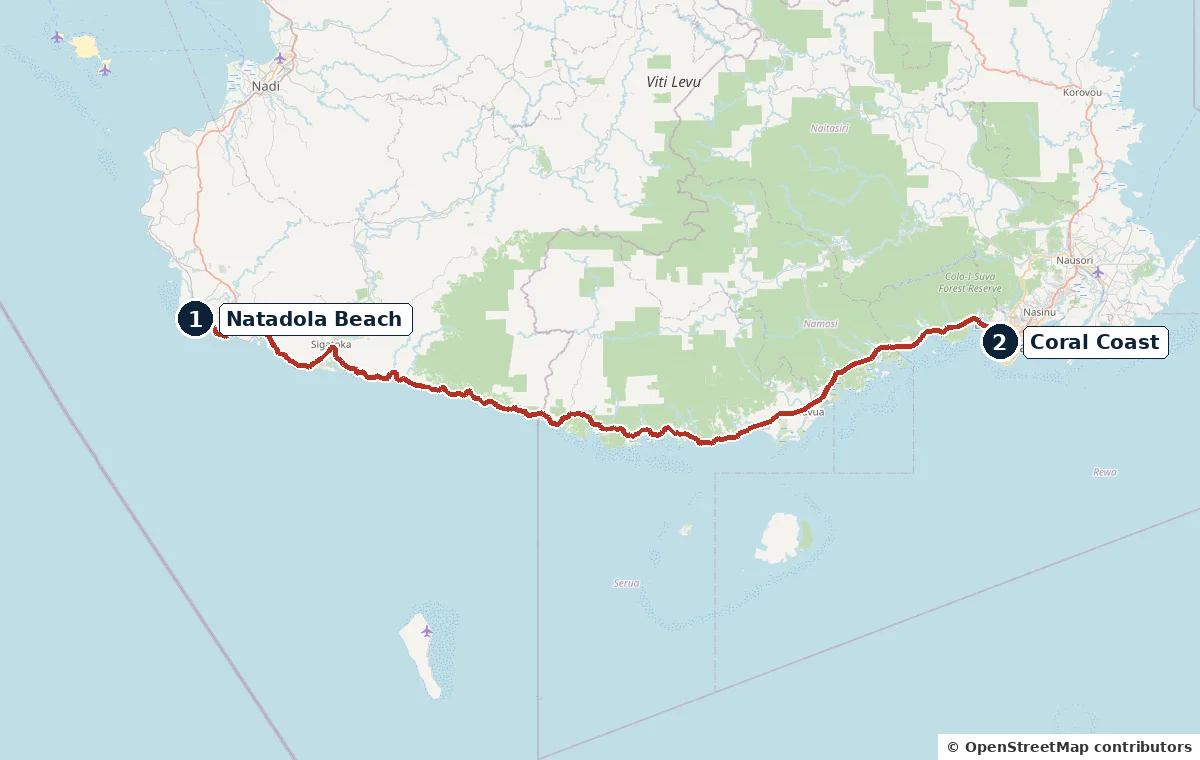 Nadi
Viti Levu
Korovou
Naitasiri
Nausori
Colo-I-Suva
Forest Reserve
Nasinu
Namosi
1
Natadola Beach
Sigatoka
2
Coral Coast
vua
Rewa
Serua
© OpenStreetMap contributors